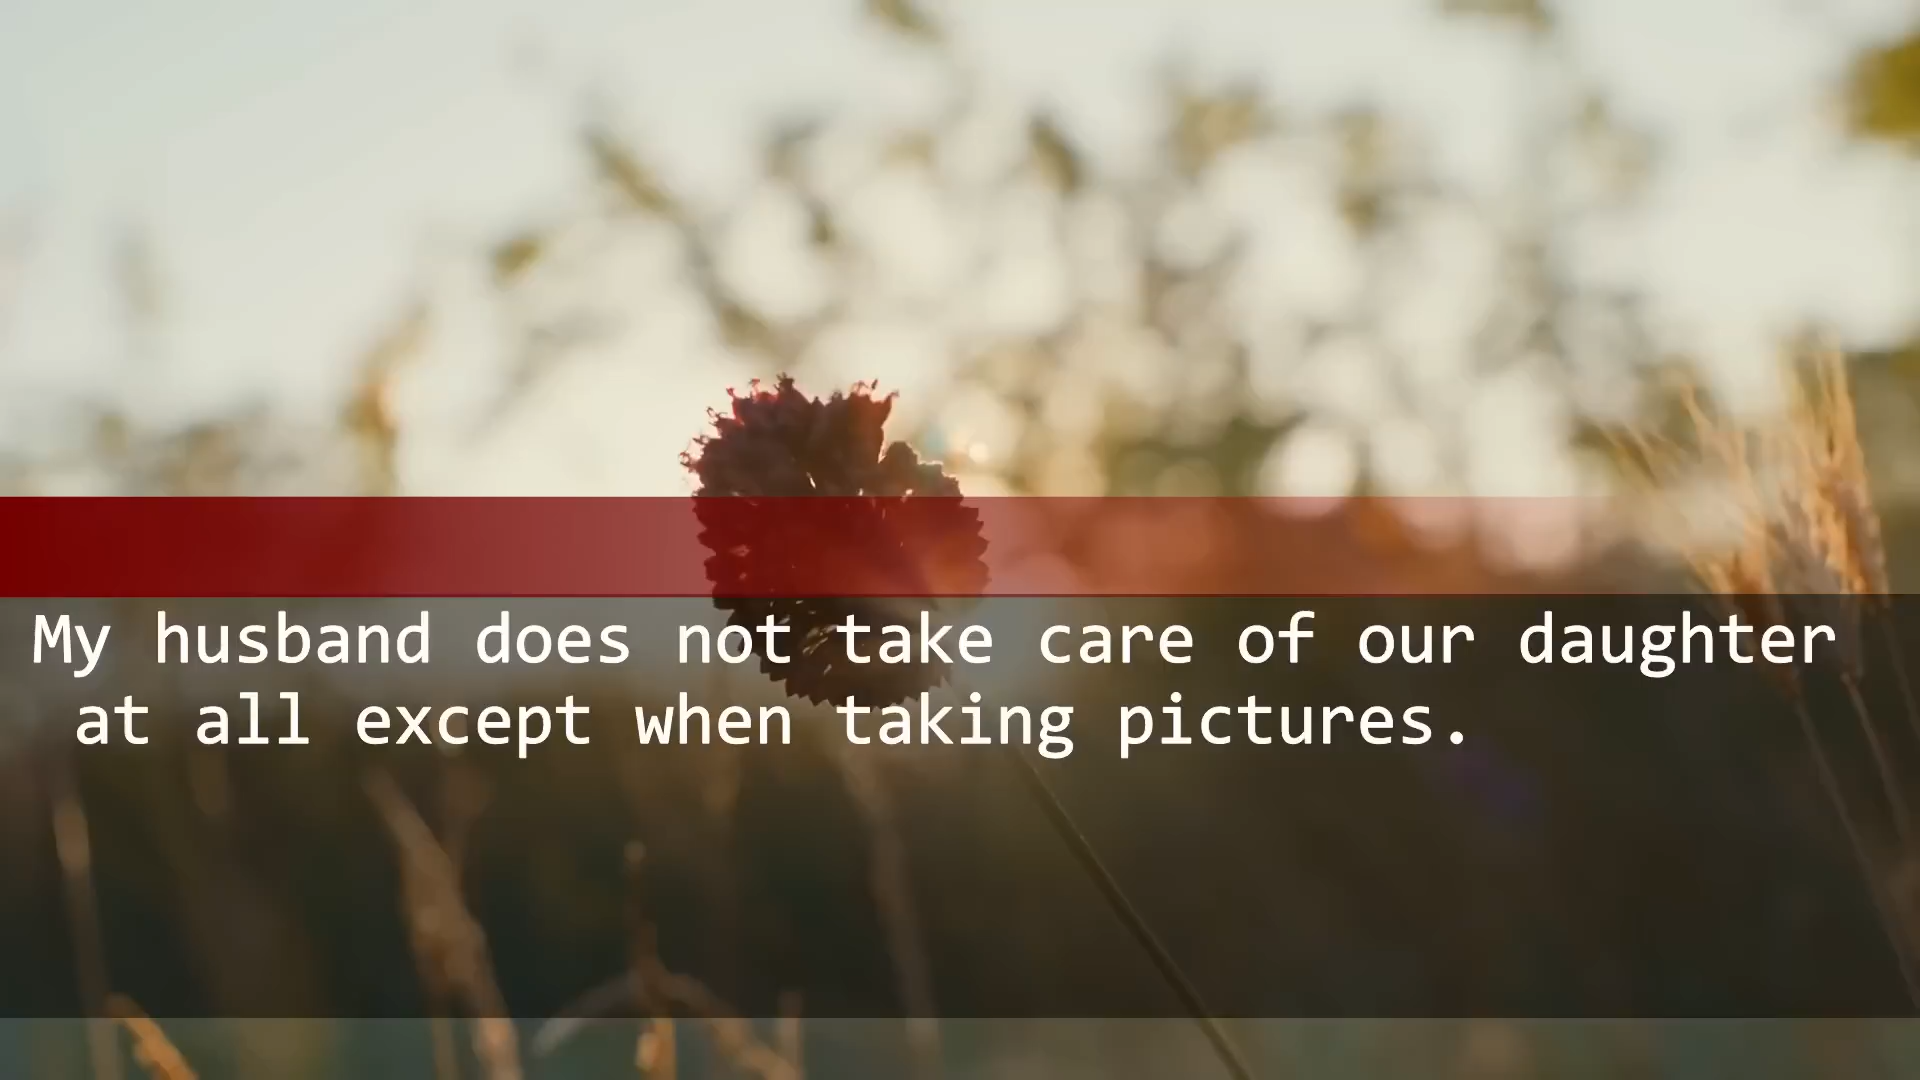 My husband does not take care of our daughter
at all except when taking pictures.